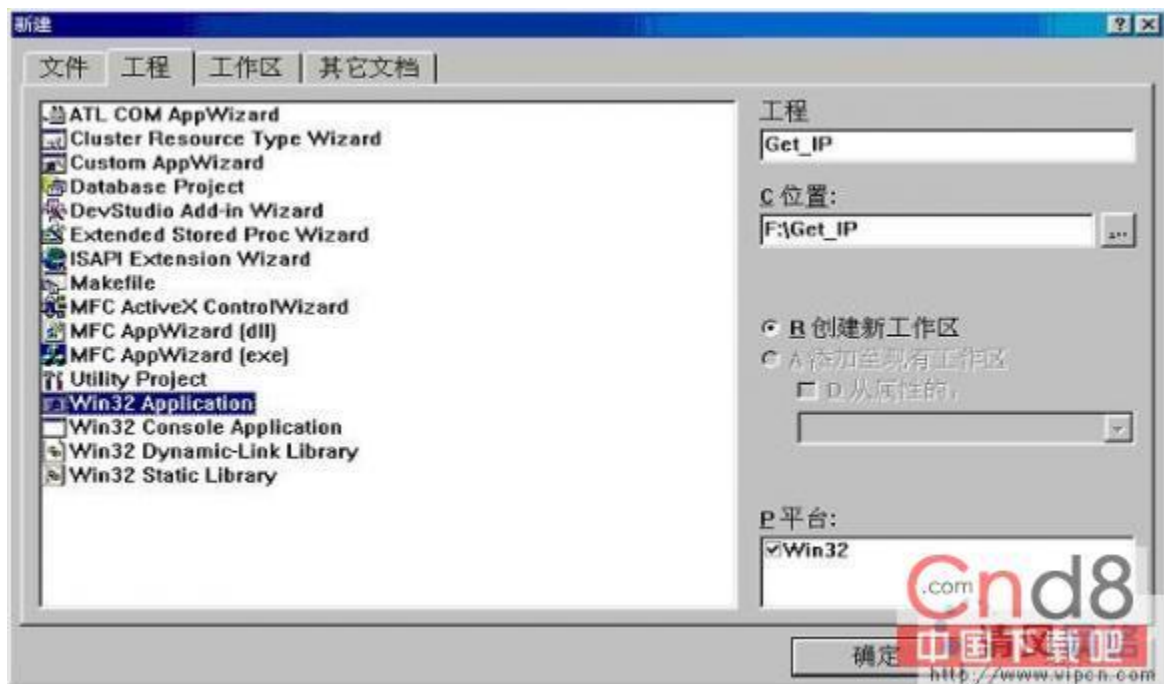 新建
文件 工程 工作区 其它文档
ATL COM AppWizard
Cluster Resource Type Wizard
Custom AppWizard
Database Project
DevStudio Add-in Wizard
Extended Stored Proc Wizard
ISAPI Extension Wizard
Makefile
MFC ActiveX ControlWizard
MFC AppWizard (dll)
MFC AppWizard (exe)
Utility Project
Win32 Application
Win32 Console Application
Win32 Dynamic-Link Library
Win32 Static Library
工程
Get_IP
C 位置:
F:\Get_IP
...
R 创建新工作区
A 添加至现有工作区
D 从属性的,
P 平台:
Win32
确定
.com
Cnd8
中国下载吧
http://www.vipcn.com